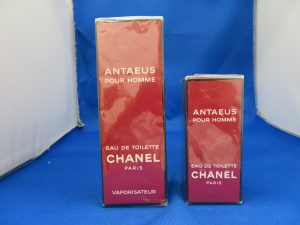 ANTAEUS
POUR HOMME
EAU DE TOILETTE
CHANEL
PARIS
VAPORISATEUR
ANTAEUS
POUR HOMME
EAU DE TOILETTE
CHANEL
PARIS